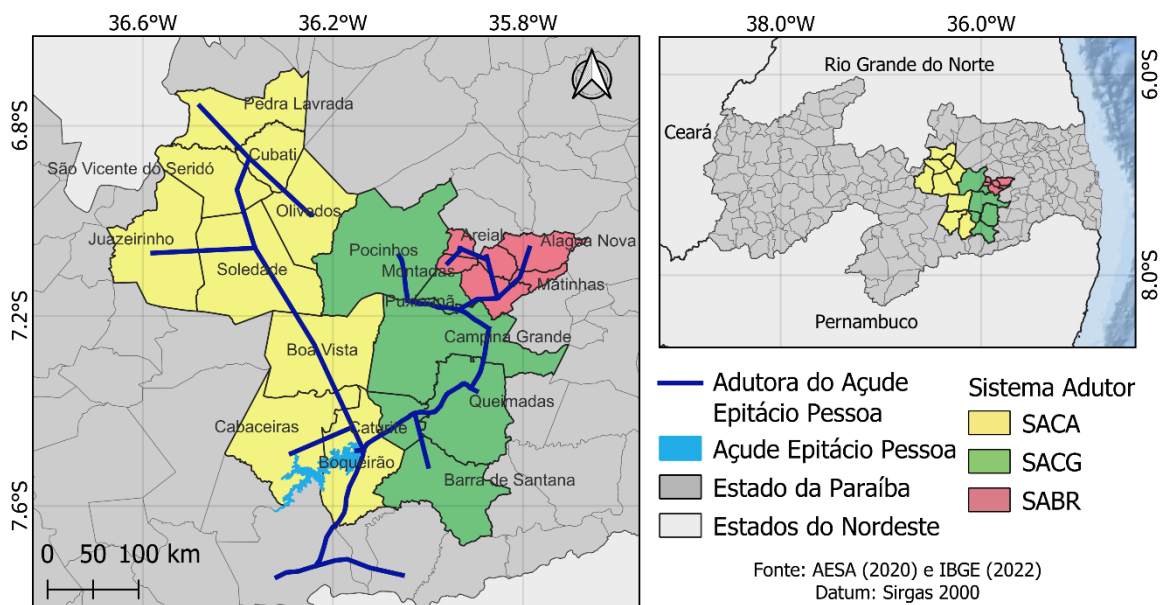 36.6°W
36.2°W
35.8°W
6.8°S
7.2°S
7.6°S
Pedra Lavrada
Cubati
São Vicente do Seridó
Olivedos
Juazeirinho
Soledade
Pocinhos
Areial
Alagoa Nova
Montadas
Matinhas
Puxinanã
Campina Grande
Boa Vista
Queimadas
Cabaceiras
Caturité
Boqueirão
Barra de Santana
0 50 100 km
38.0°W
36.0°W
6.0°S
8.0°S
Rio Grande do Norte
Ceará
Pernambuco
Adutora do Açude
Epitácio Pessoa
Açude Epitácio Pessoa
Estado da Paraíba
Estados do Nordeste
Sistema Adutor
SACA
SACG
SABR
Fonte: AESA (2020) e IBGE (2022)
Datum: Sirgas 2000